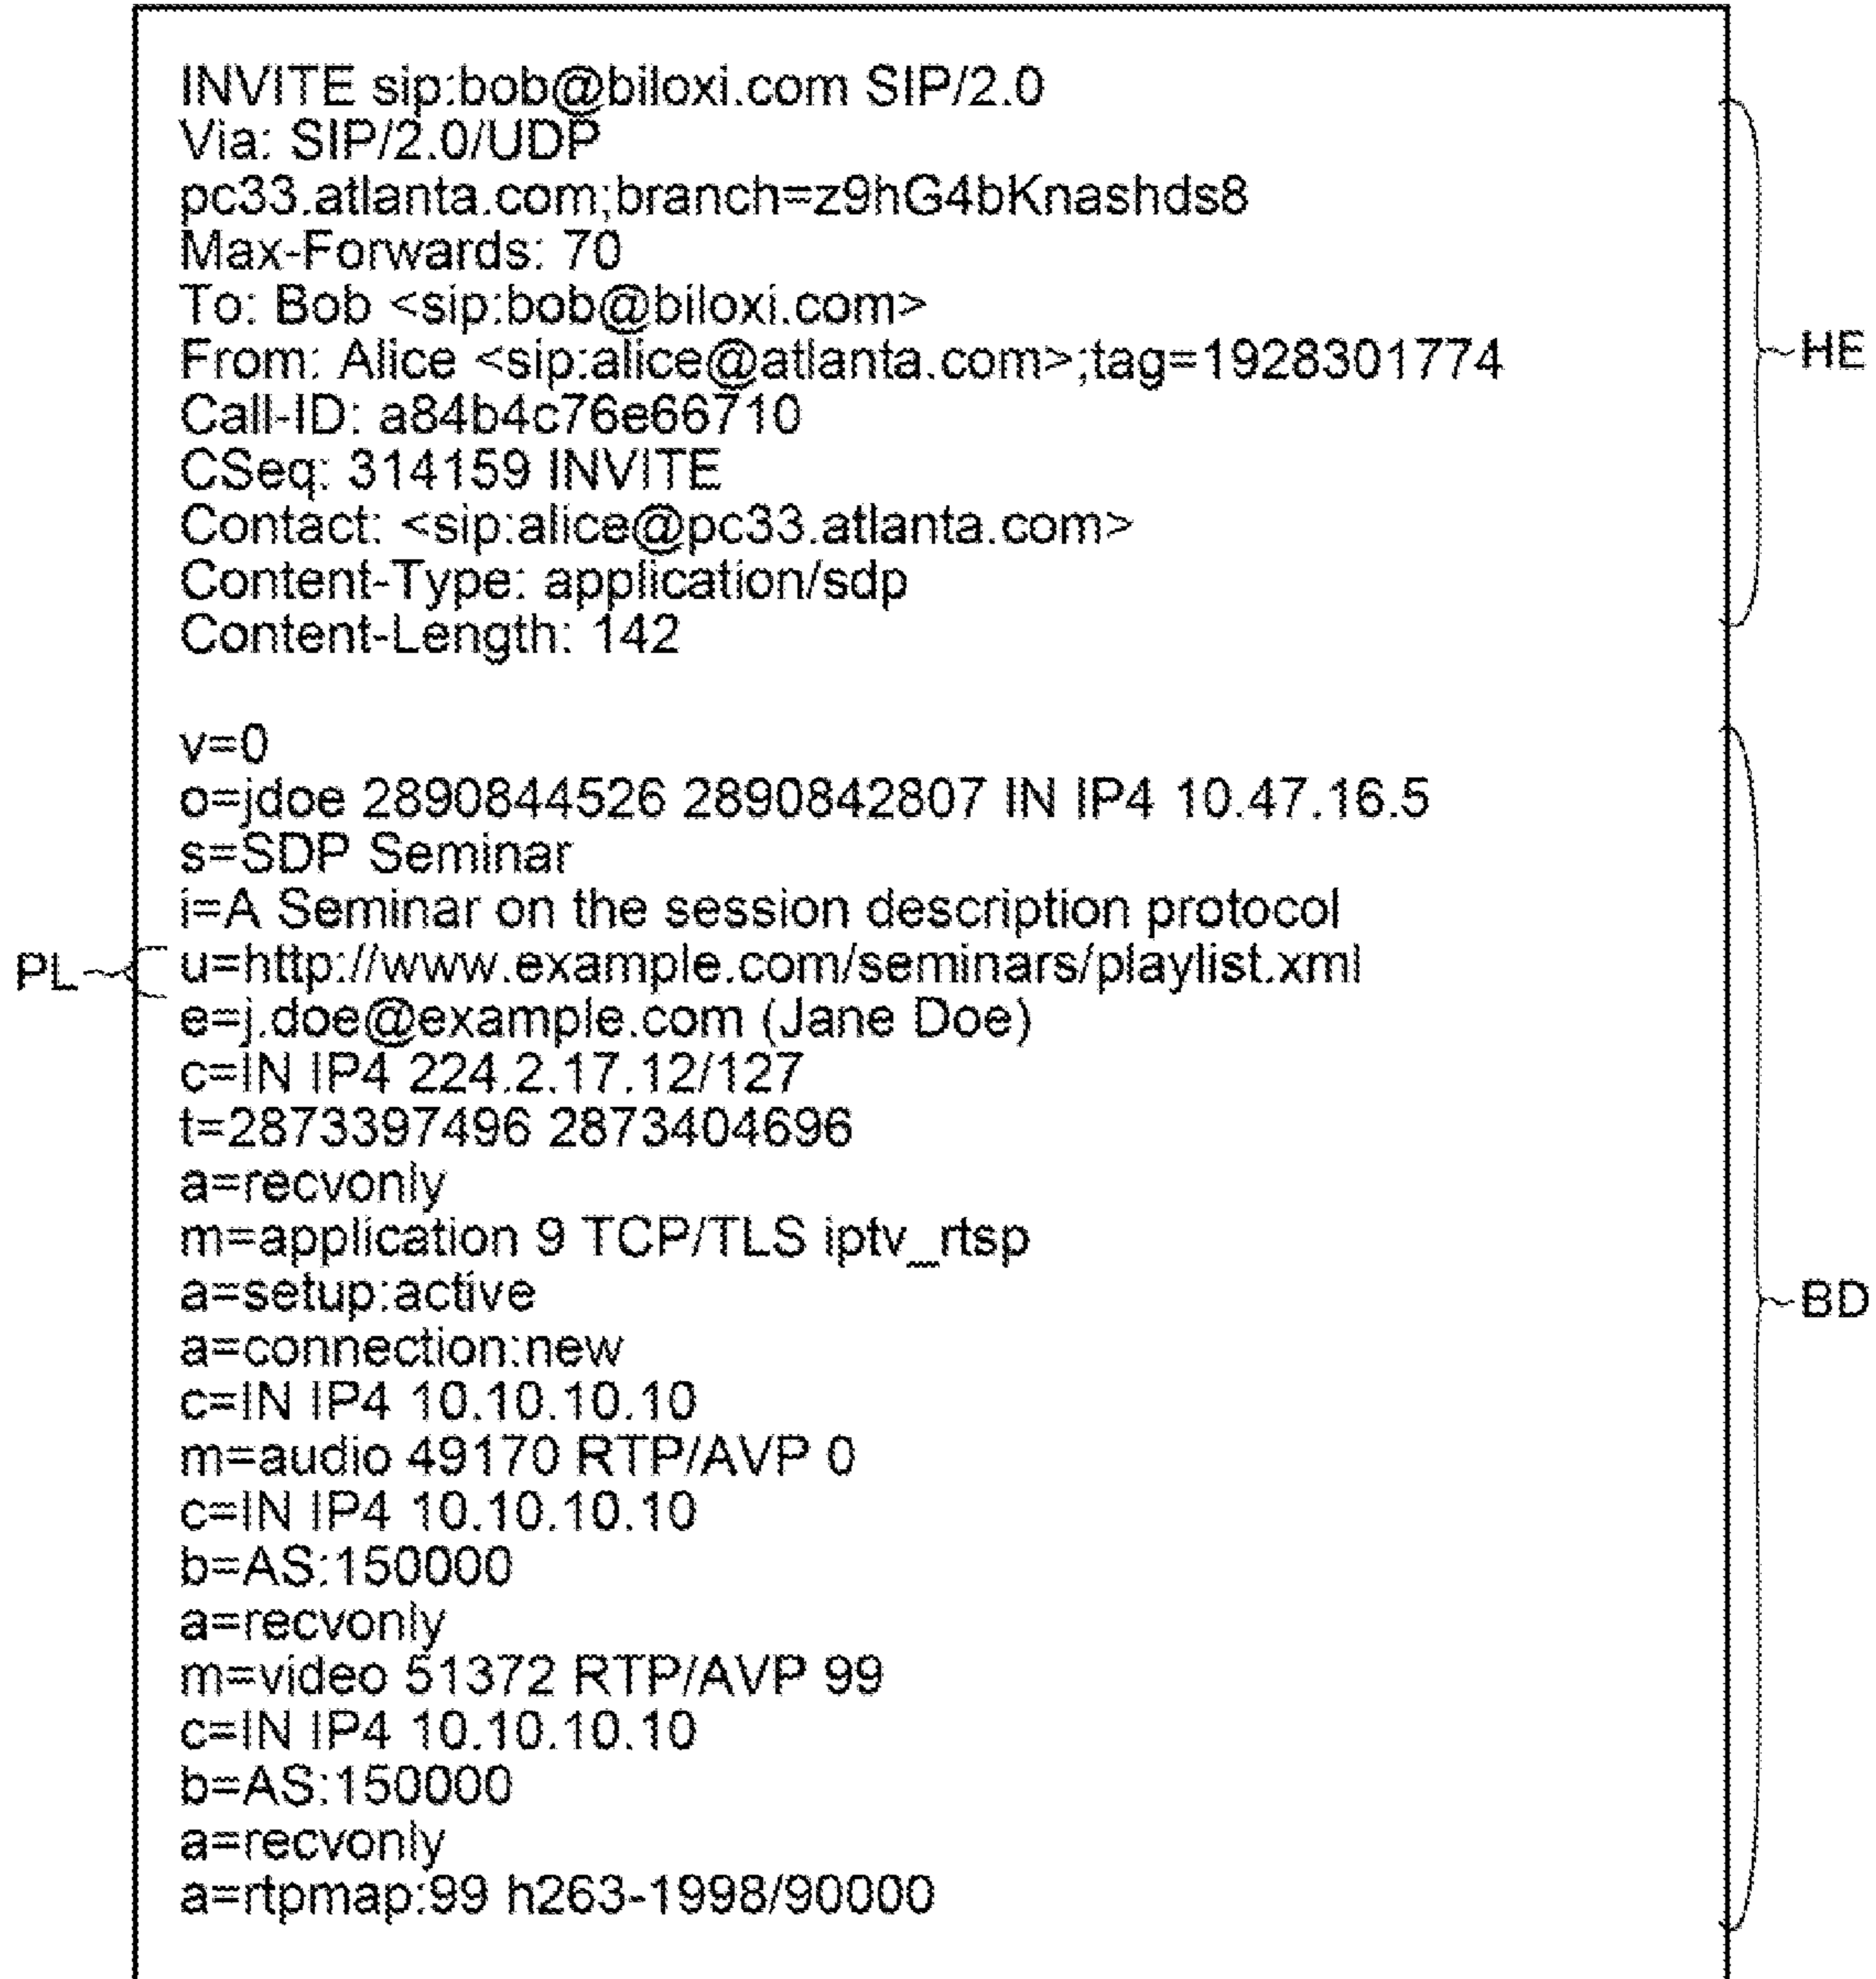 INVITE sip:bob@biloxi.com SIP/2.0
Via: SIP/2.0/UDP
pc33.atlanta.com;branch=z9hG4bKnashds8
Max-Forwards: 70
To: Bob <sip:bob@biloxi.com>
From: Alice <sip:alice@atlanta.com>;tag=1928301774
Call-ID: a84b4c76e66710
CSeq: 314159 INVITE
Contact: <sip:alice@pc33.atlanta.com>
Content-Type: application/sdp
Content-Length: 142
HE
v=0
o=jdoe 2890844526 2890842807 IN IP4 10.47.16.5
s=SDP Seminar
i=A Seminar on the session description protocol
PL
u=http://www.example.com/seminars/playlist.xml
e=j.doe@example.com (Jane Doe)
c=IN IP4 224.2.17.12/127
t=2873397496 2873404696
a=recvonly
m=application 9 TCP/TLS iptv_rtsp
a=setup:active
a=connection:new
c=IN IP4 10.10.10.10
m=audio 49170 RTP/AVP 0
c=IN IP4 10.10.10.10
b=AS:150000
a=recvonly
m=video 51372 RTP/AVP 99
c=IN IP4 10.10.10.10
b=AS:150000
a=recvonly
a=rtpmap:99 h263-1998/90000
BD